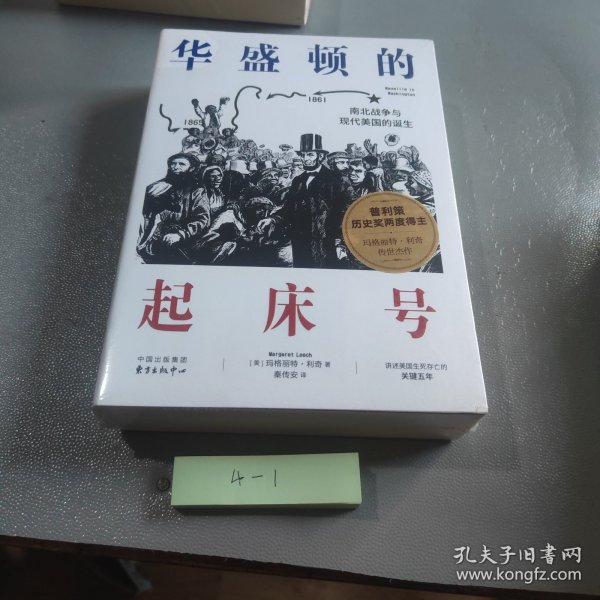 华盛顿的
Reveille in
Washington
1861
1865
南北战争与
现代美国的诞生
普利策
历史奖两度得主
玛格丽特·利奇
传世杰作
起床号
中国出版集团
东方出版中心
Margaret Leech
[美]玛格丽特·利奇 著
秦传安 译
讲述美国生死存亡的
关键五年
4-1
孔夫子旧书网
www.kongfz.com